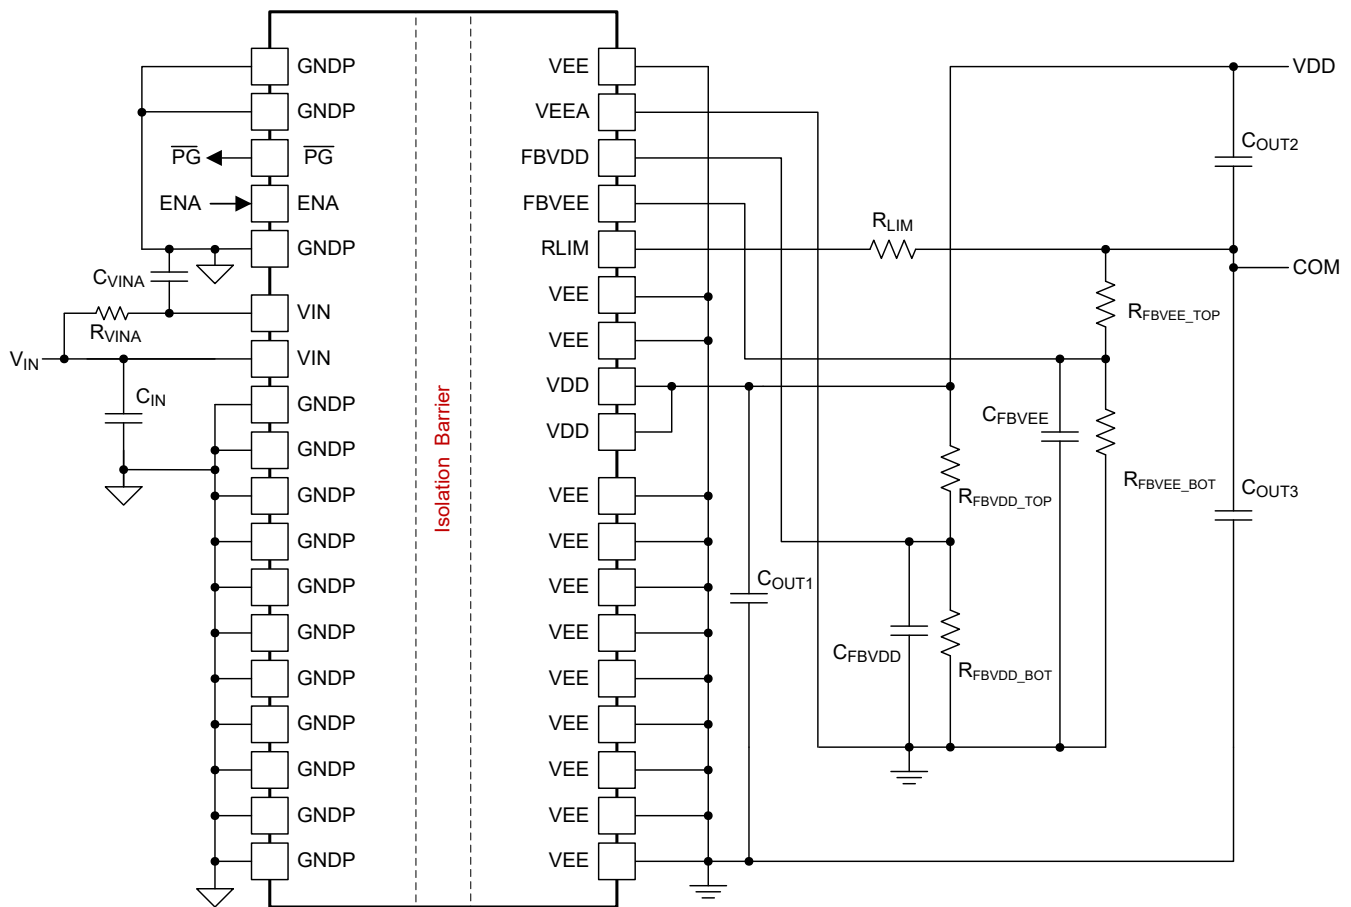 GNDP
GNDP
PG PG
ENA ENA
GNDP
CVINA
RVINA
VIN
VIN
VIN
CIN
GNDP
GNDP
GNDP
GNDP
GNDP
GNDP
GNDP
GNDP
GNDP
GNDP
GNDP
Isolation Barrier
VEE
VEEA
FBVDD
FBVEE
RLIM
VEE
VEE
VDD
VDD
VEE
VEE
VEE
VEE
VEE
VEE
VEE
VEE
VEE
RLIM
COUT1
CFBVDD
RFBVDD_TOP
RFBVDD_BOT
CFBVEE
RFBVEE_TOP
RFBVEE_BOT
VDD
COUT2
COM
COUT3